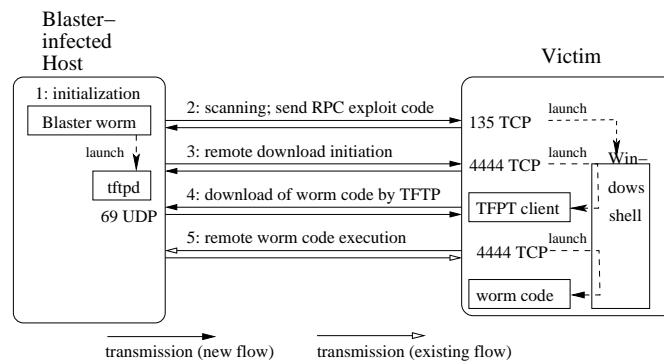 Blaster–
infected
Host
Victim
1: initialization
Blaster worm
launch
tftpd
69 UDP
2: scanning; send RPC exploit code
3: remote download initiation
4: download of worm code by TFTP
5: remote worm code execution
135 TCP
launch
4444 TCP
launch
Win–
dows
shell
TFPT client
4444 TCP
launch
worm code
transmission (new flow)
transmission (existing flow)